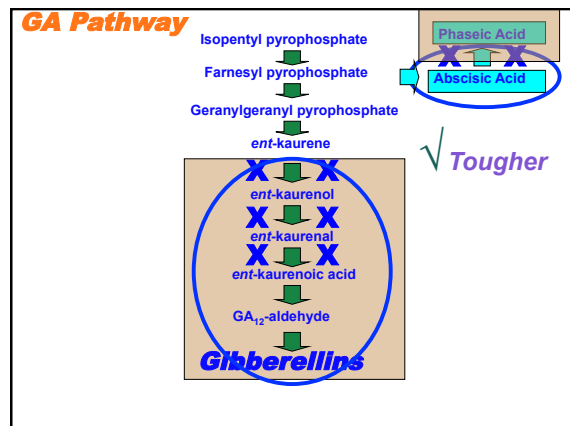 GA Pathway
Isopentyl pyrophosphate
Farnesyl pyrophosphate
Geranylgeranyl pyrophosphate
ent-kaurene
X X
ent-kaurenol
X X
ent-kaurenal
X X
ent-kaurenoic acid
GA12-aldehyde
Gibberellins
Phaseic Acid
X X
Abscisic Acid
√ Tougher